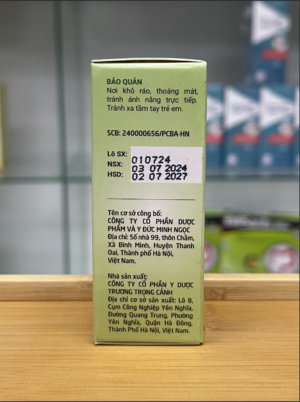 BẢO QUẢN
Nơi khô ráo, thoáng mát,
tránh ánh nắng trực tiếp.
Tránh xa tầm tay trẻ em.
SCB: 240000656/PCBA-HN
Lô SX: 010724
NSX: 03 07 2024
HSD: 02 07 2027
Tên cơ sở công bố:
CÔNG TY CỔ PHẦN DƯỢC
PHẨM VÀ Y ĐỨC MINH NGỌC
Địa chỉ: Số nhà 99, thôn Chằm,
Xã Bình Minh, Huyện Thanh
Oai, Thành phố Hà Nội,
Việt Nam.
Nhà sản xuất:
CÔNG TY CỔ PHẦN Y DƯỢC
TRƯƠNG TRỌNG CẢNH
Địa chỉ cơ sở sản xuất: Lô 8,
Cụm Công Nghiệp Yên Nghĩa,
Đường Quang Trung, Phường
Yên Nghĩa, Quận Hà Đông,
Thành Phố Hà Nội, Việt Nam.